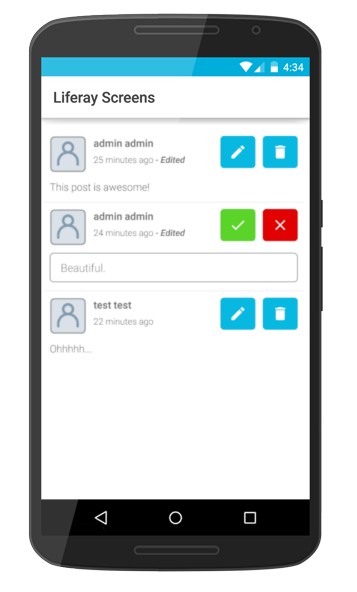 4:34
Liferay Screens
admin admin
25 minutes ago - Edited
This post is awesome!
admin admin
24 minutes ago - Edited
Beautiful.
test test
22 minutes ago
Ohhhhh...